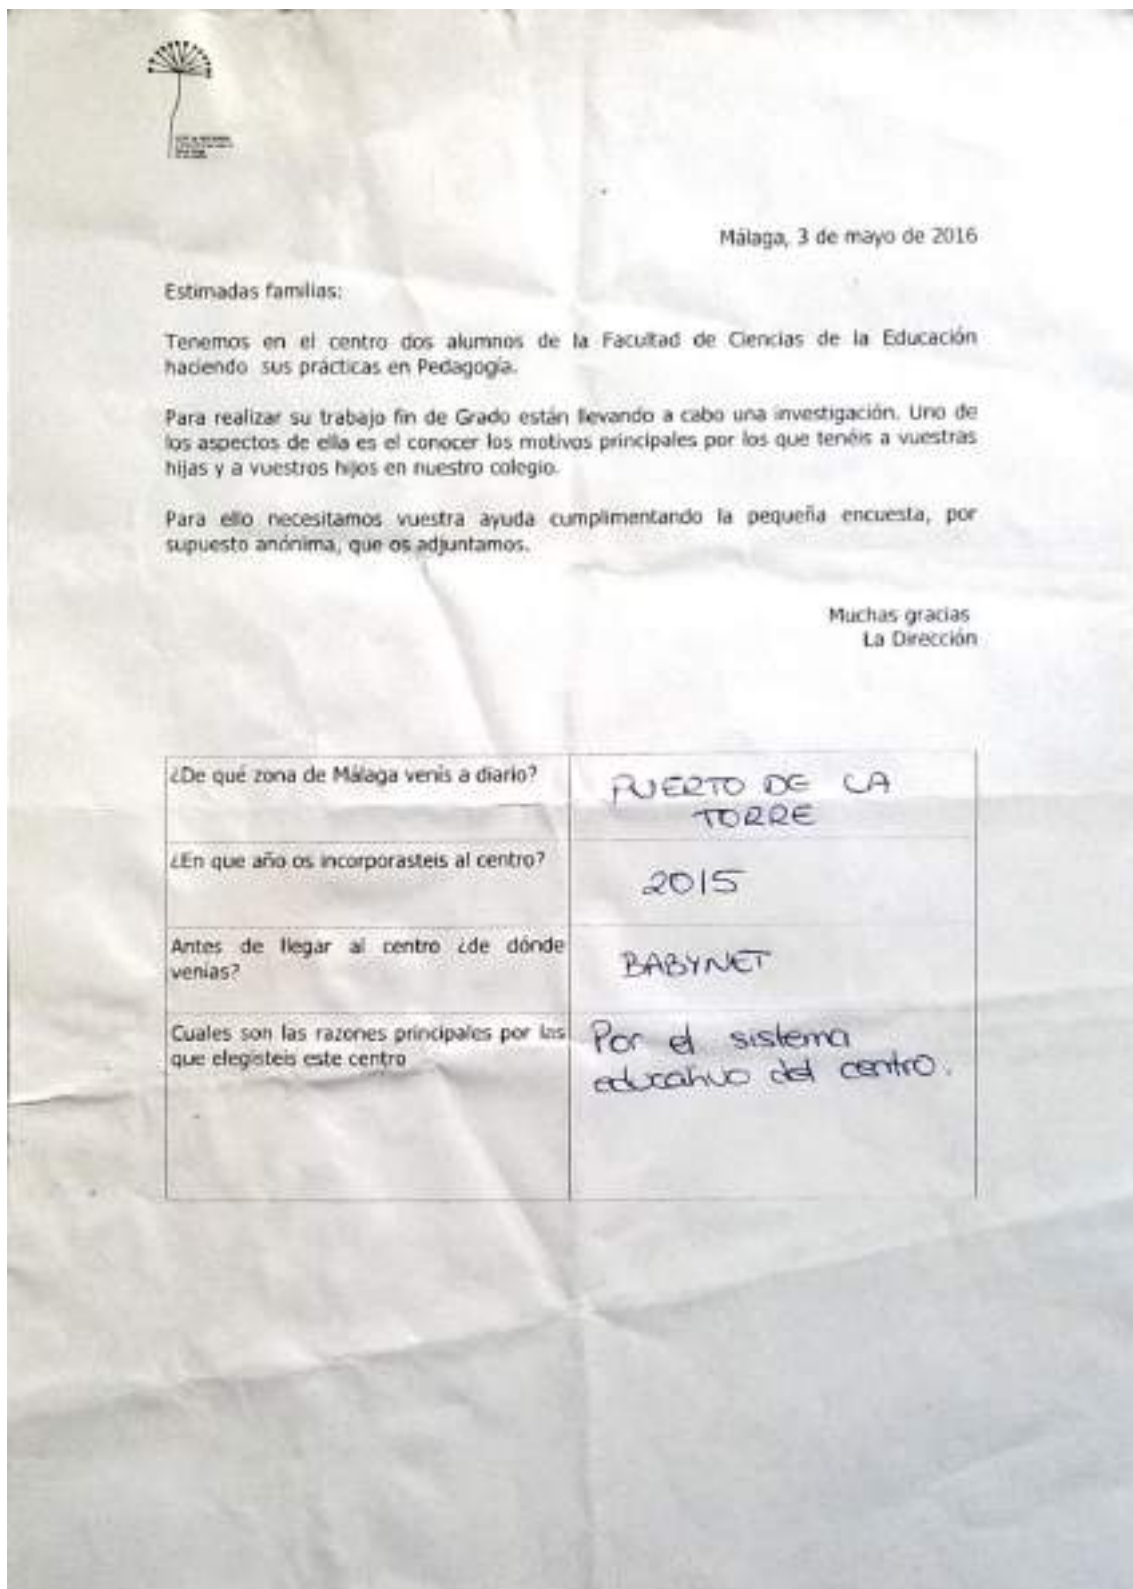 Málaga, 3 de mayo de 2016
Estimadas familias:
Tenemos en el centro dos alumnos de la Facultad de Ciencias de la Educación
haciendo sus prácticas en Pedagogía.
Para realizar su trabajo fin de Grado están llevando a cabo una investigación. Uno de
los aspectos de ella es el conocer los motivos principales por los que tenéis a vuestras
hijas y a vuestros hijos en nuestro colegio.
Para ello necesitamos vuestra ayuda cumplimentando la pequeña encuesta, por
supuesto anónima, que os adjuntamos.
Muchas gracias
La Dirección
¿De qué zona de Málaga venís a diario?
PUERTO DE LA
TORRE
¿En que año os incorporasteis al centro?
2015
Antes de llegar al centro ¿de dónde
venías?
BABYNET
Cuales son las razones principales por las
que elegisteis este centro
Por el sistema
educativo del centro.